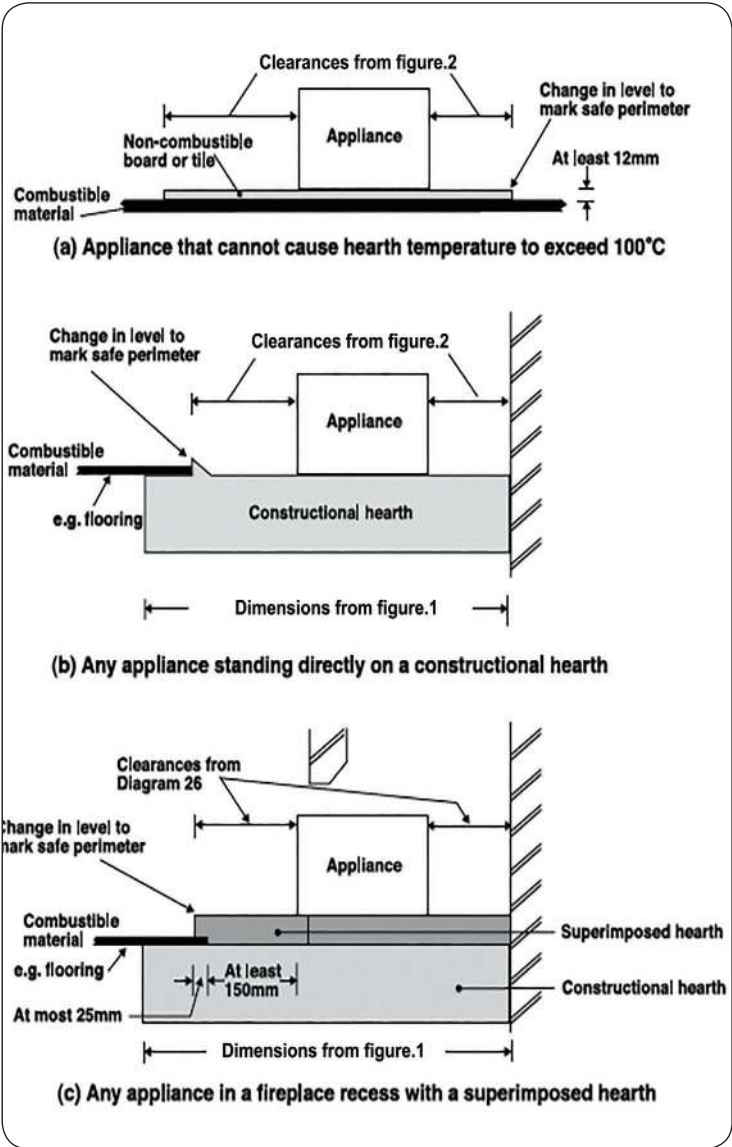 Clearances from figure.2
Change in level to
mark safe perimeter
Appliance
Non-combustible
board or tile
At least 12mm
Combustible
material
(a) Appliance that cannot cause hearth temperature to exceed 100°C
Change in level to
mark safe perimeter
Clearances from figure.2
Appliance
Combustible
material
e.g. flooring
Constructional hearth
Dimensions from figure.1
(b) Any appliance standing directly on a constructional hearth
Clearances from
Diagram 26
Change in level to
mark safe perimeter
Appliance
Combustible
material
Superimposed hearth
e.g. flooring
At least
150mm
Constructional hearth
At most 25mm
Dimensions from figure.1
(c) Any appliance in a fireplace recess with a superimposed hearth